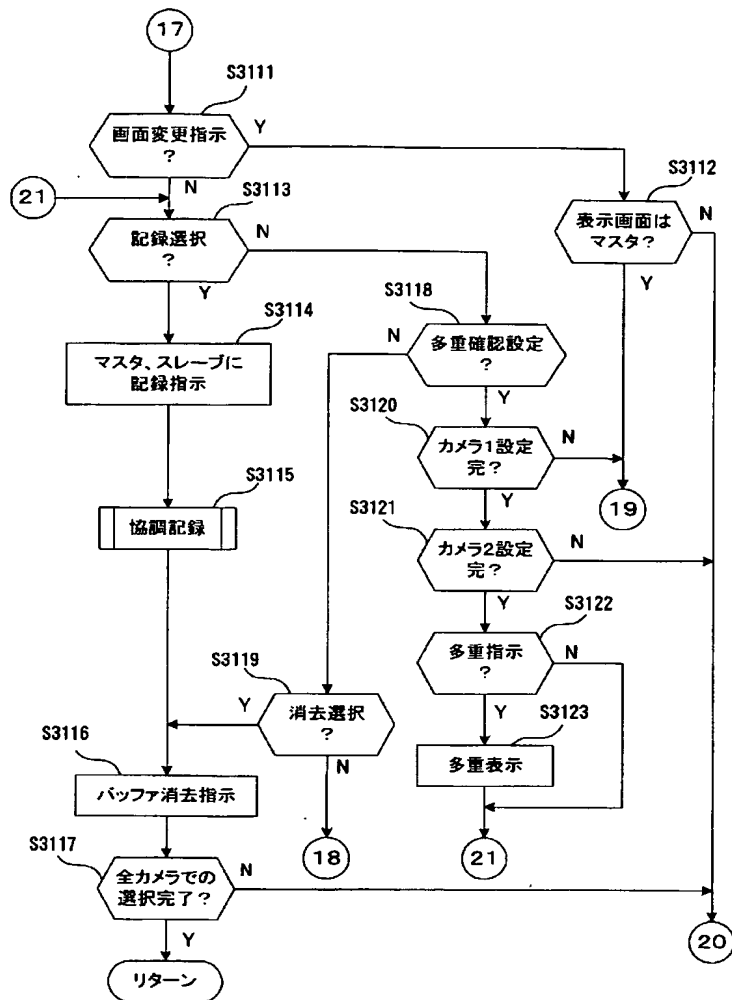 17
S3111
画面変更指示
?
Y
N
21
S3113
記録選択
?
N
Y
S3112
表示画面は
マスタ?
N
Y
S3114
マスタ、スレーブに
記録指示
S3118
多重確認設定
?
N
Y
S3120
カメラ1設定
完?
N
Y
19
S3115
協調記録
S3121
カメラ2設定
完?
N
Y
S3122
多重指示
?
N
Y
S3119
消去選択
?
Y
N
S3123
多重表示
S3116
バッファ消去指示
18
21
S3117
全カメラでの
選択完了?
N
Y
20
リターン